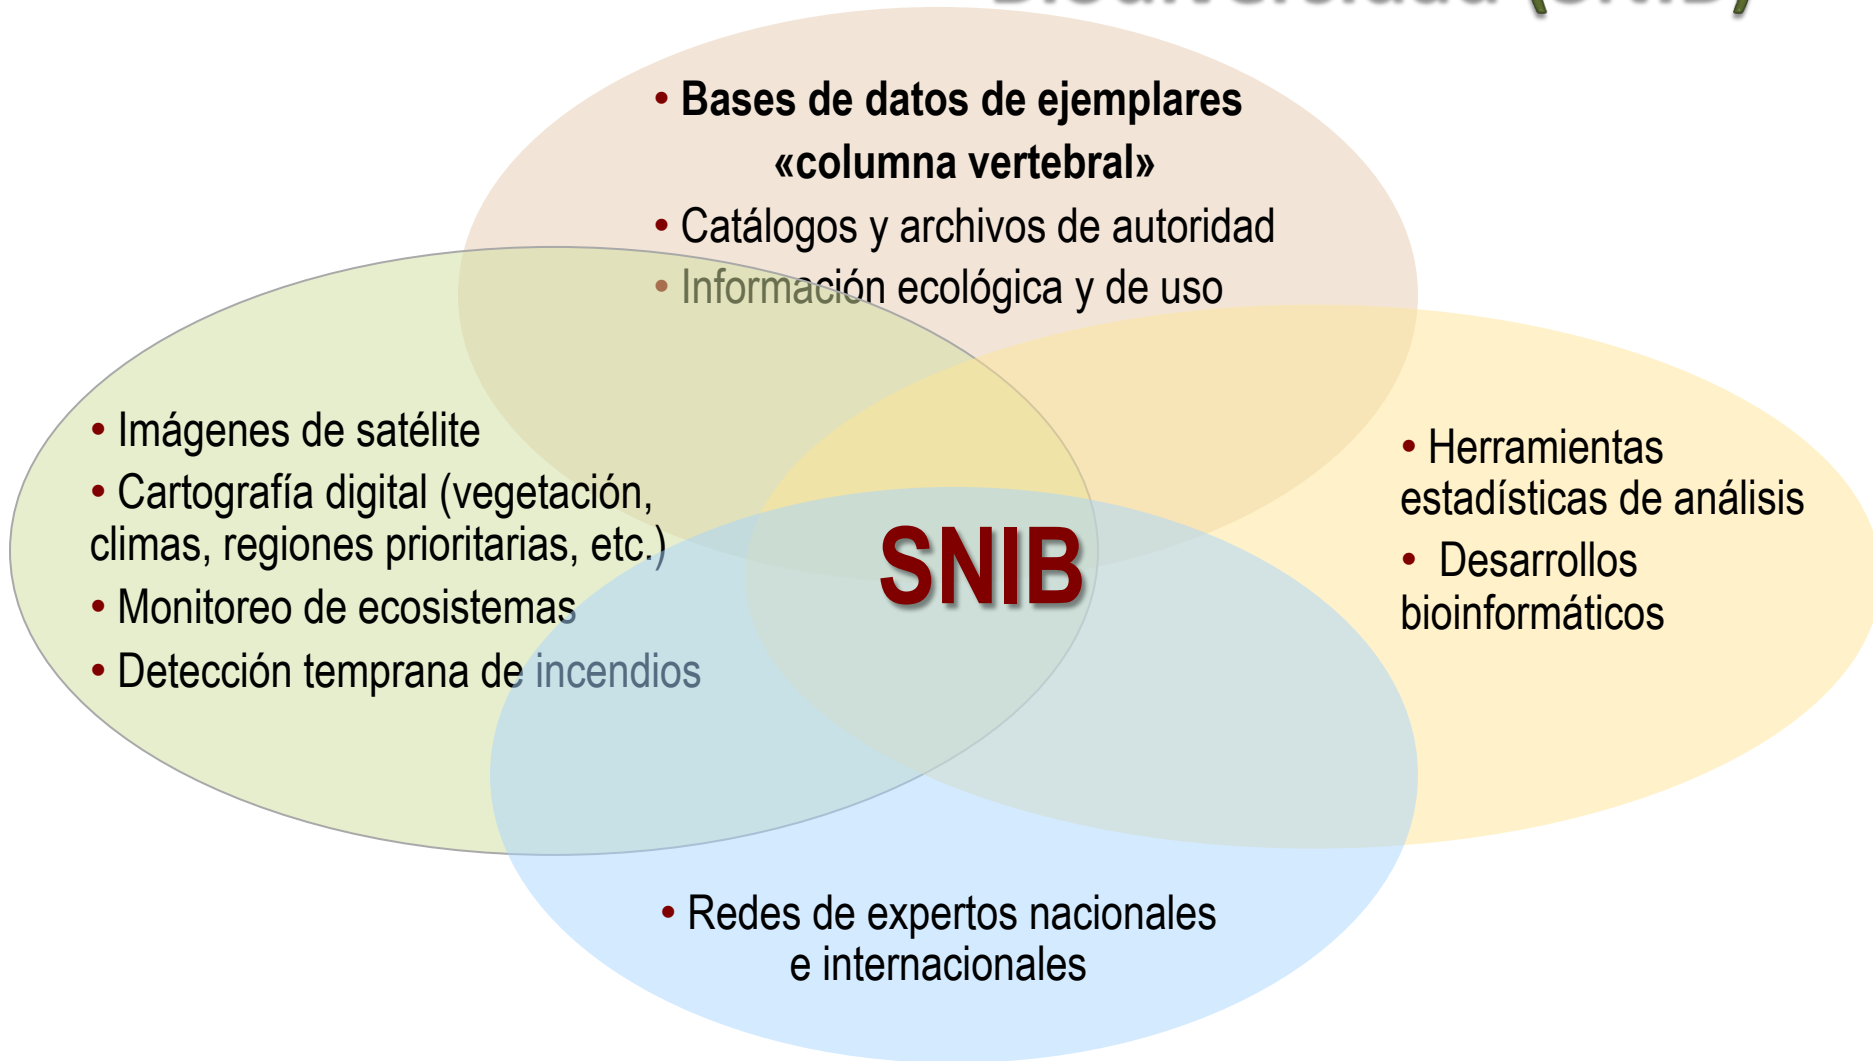 Biodiversidad (SNIB)
• Bases de datos de ejemplares
«columna vertebral»
• Catálogos y archivos de autoridad
• Información ecológica y de uso
• Imágenes de satélite
• Cartografía digital (vegetación,
climas, regiones prioritarias, etc.)
• Monitoreo de ecosistemas
• Detección temprana de incendios
SNIB
• Herramientas
estadísticas de análisis
• Desarrollos
bioinformáticos
• Redes de expertos nacionales
e internacionales